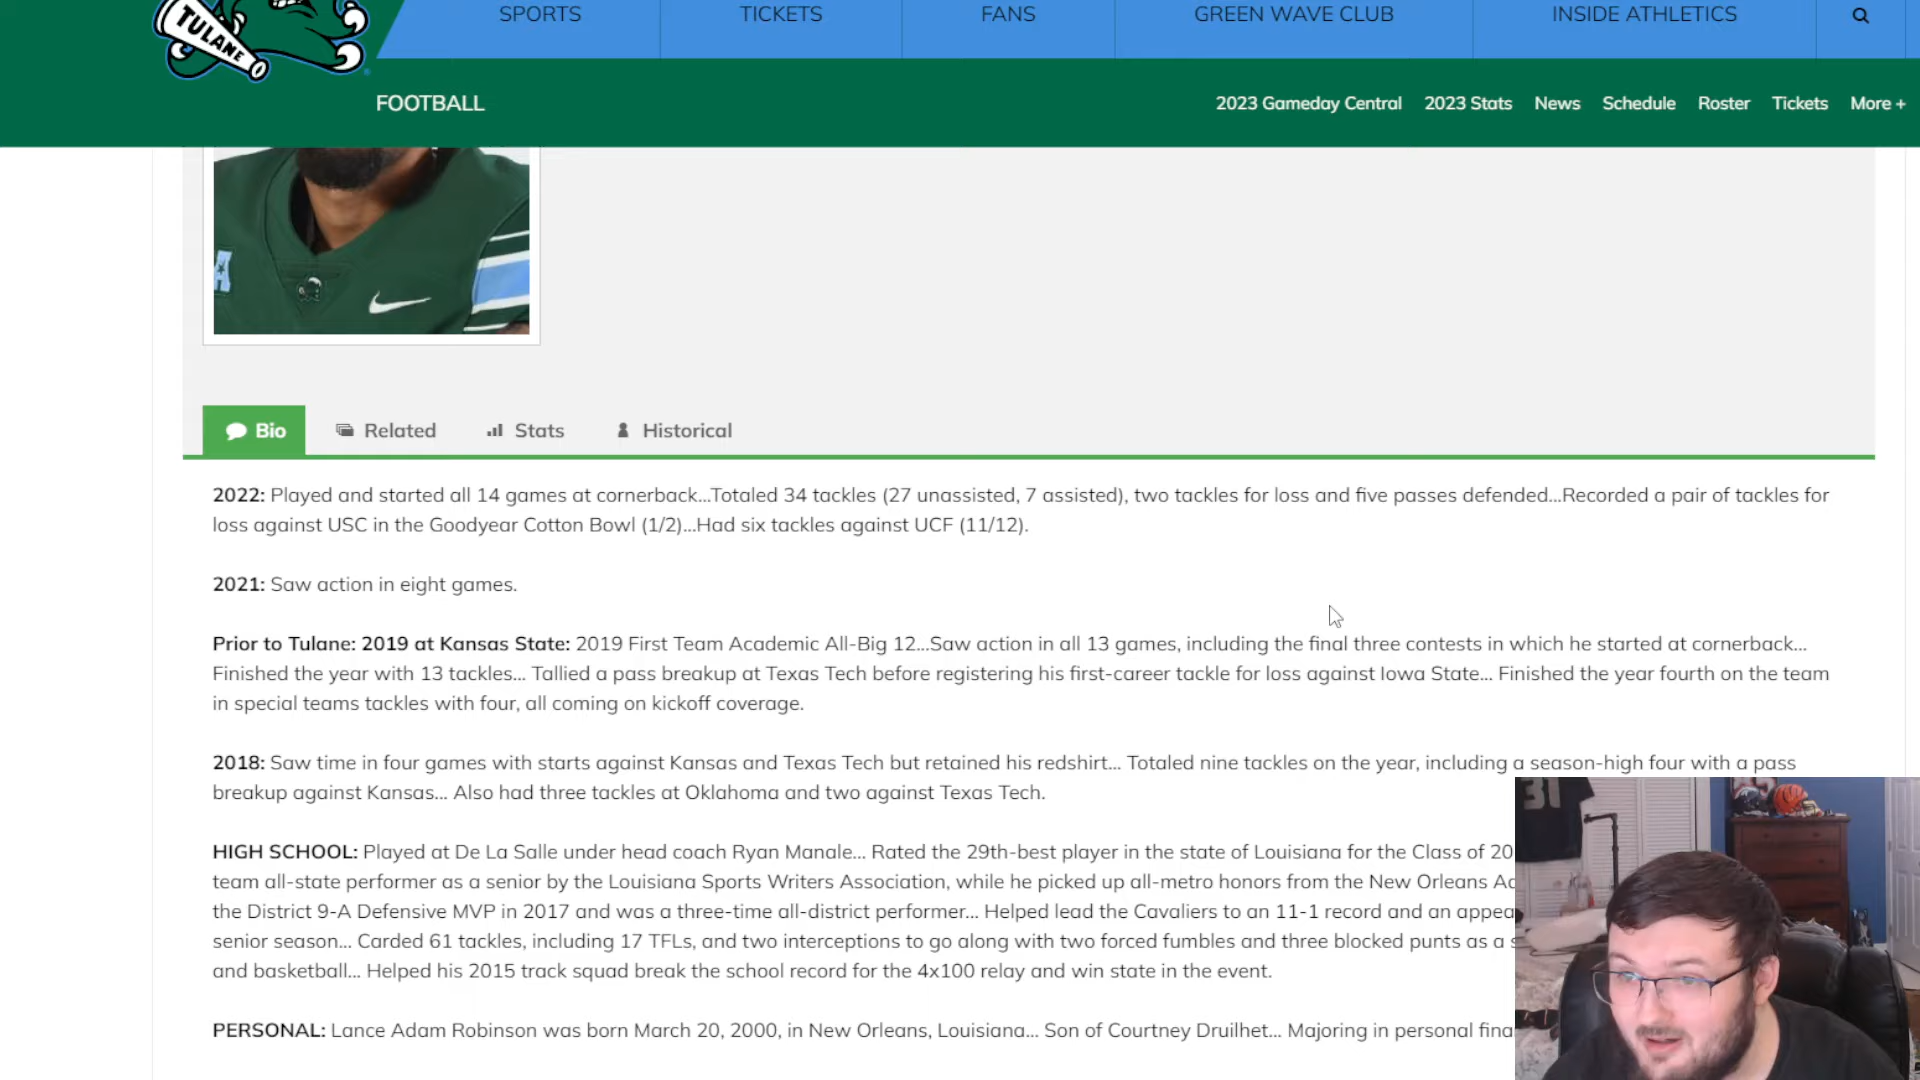 TULANE
SPORTS
TICKETS
FANS
GREEN WAVE CLUB
INSIDE ATHLETICS
FOOTBALL
2023 Gameday Central
2023 Stats
News
Schedule
Roster
Tickets
More +
Bio
Related
Stats
Historical
2022: Played and started all 14 games at cornerback...Totaled 34 tackles (27 unassisted, 7 assisted), two tackles for loss and five passes defended...Recorded a pair of tackles for
loss against USC in the Goodyear Cotton Bowl (1/2)...Had six tackles against UCF (11/12).
2021: Saw action in eight games.
Prior to Tulane: 2019 at Kansas State: 2019 First Team Academic All-Big 12...Saw action in all 13 games, including the final three contests in which he started at cornerback...
Finished the year with 13 tackles... Tallied a pass breakup at Texas Tech before registering his first-career tackle for loss against Iowa State... Finished the year fourth on the team
in special teams tackles with four, all coming on kickoff coverage.
2018: Saw time in four games with starts against Kansas and Texas Tech but retained his redshirt... Totaled nine tackles on the year, including a season-high four with a pass
breakup against Kansas... Also had three tackles at Oklahoma and two against Texas Tech.
31
HIGH SCHOOL: Played at De La Salle under head coach Ryan Manale... Rated the 29th-best player in the state of Louisiana for the Class of 20
team all-state performer as a senior by the Louisiana Sports Writers Association, while he picked up all-metro honors from the New Orleans
the District 9-A Defensive MVP in 2017 and was a three-time all-district performer... Helped lead the Cavaliers to an 11-1 record and an
senior season... Carded 61 tackles, including 17 TFLs, and two interceptions to go along with two forced fumbles and three blocked punts as a
and basketball... Helped his 2015 track squad break the school record for the 4x100 relay and win state in the event.
PERSONAL: Lance Adam Robinson was born March 20, 2000, in New Orleans, Louisiana... Son of Courtney Druilhet... Majoring in personal